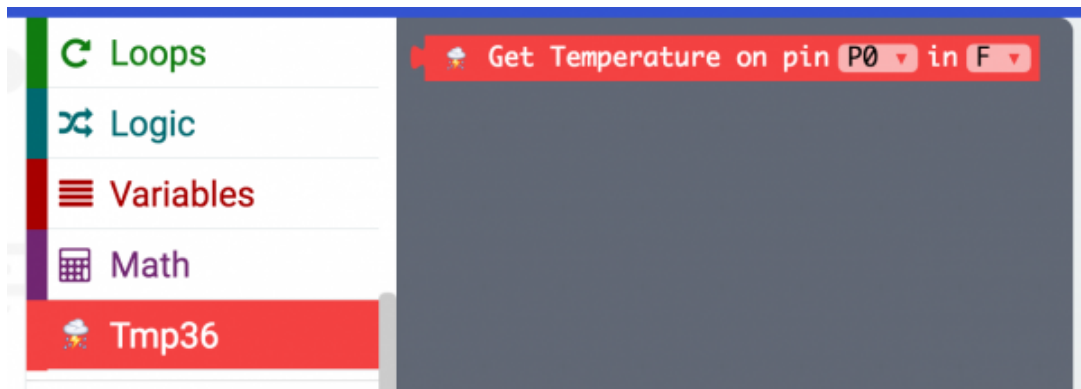 Loops
Logic
Variables
Math
Tmp36
Get Temperature on pin P0 in F